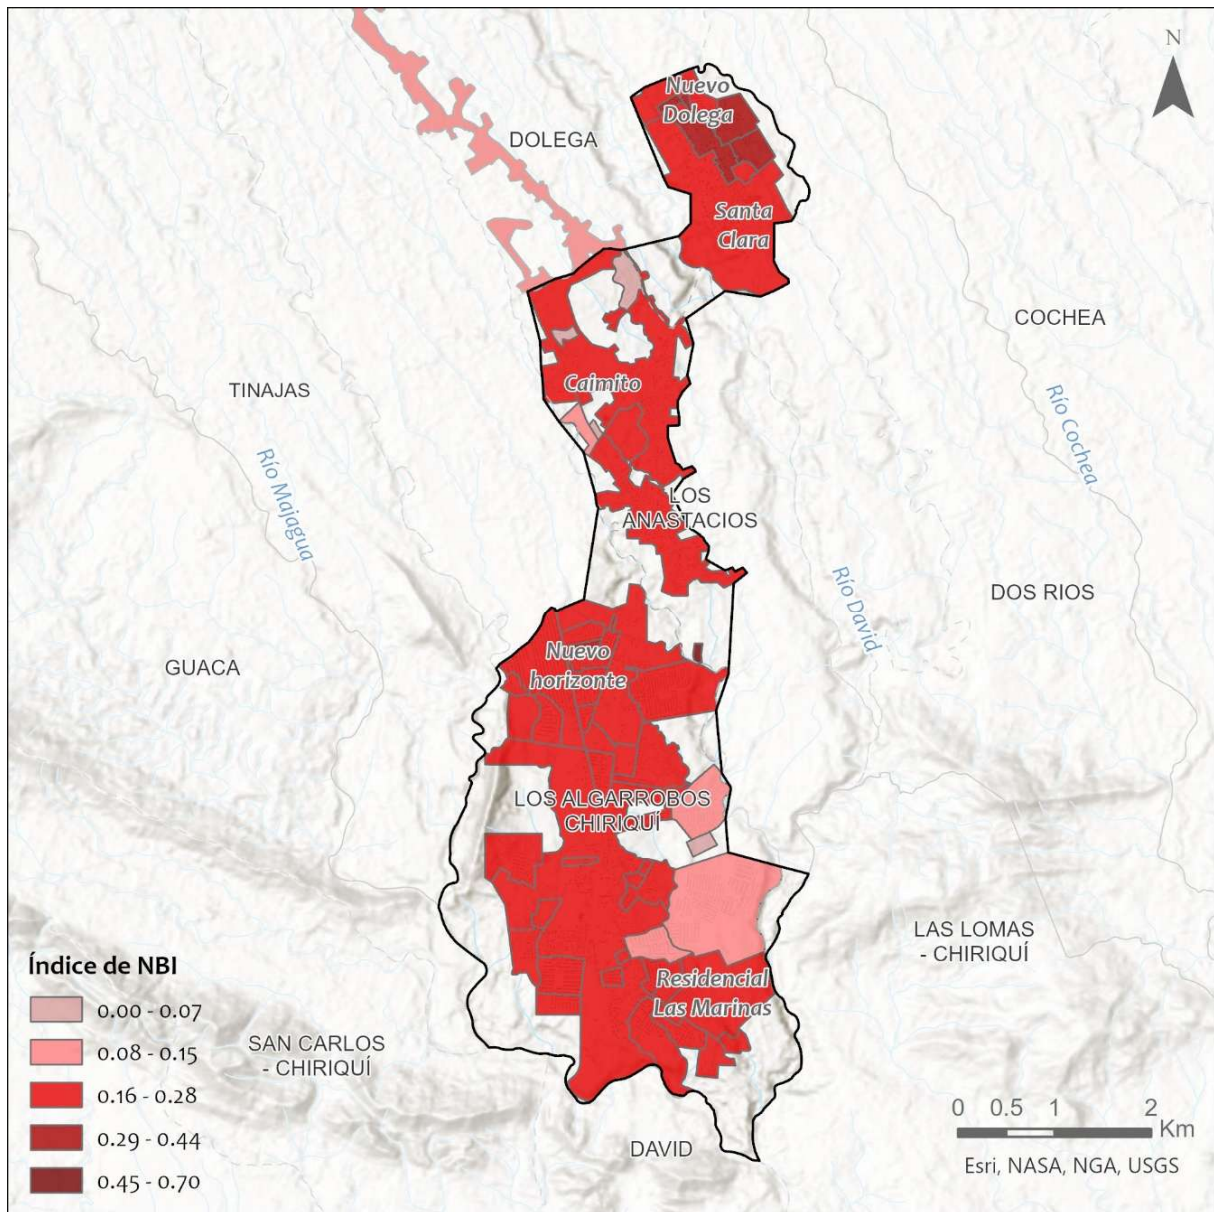 N
Nuevo
Dolega
DOLEGA
Santa
Clara
COCHEA
TINAJAS
Caimito
Río Cochea
Río Majagua
LOS
ANASTACIOS
Río David
DOS RIOS
GUACA
Nuevo
horizonte
LOS ALGARROBOS
CHIRIQUÍ
LAS LOMAS
- CHIRIQUÍ
Residencial
Las Marinas
SAN CARLOS
- CHIRIQUÍ
DAVID
Índice de NBI
0.00 - 0.07
0.08 - 0.15
0.16 - 0.28
0.29 - 0.44
0.45 - 0.70
0 0.5 1 2
Km
Esri, NASA, NGA, USGS